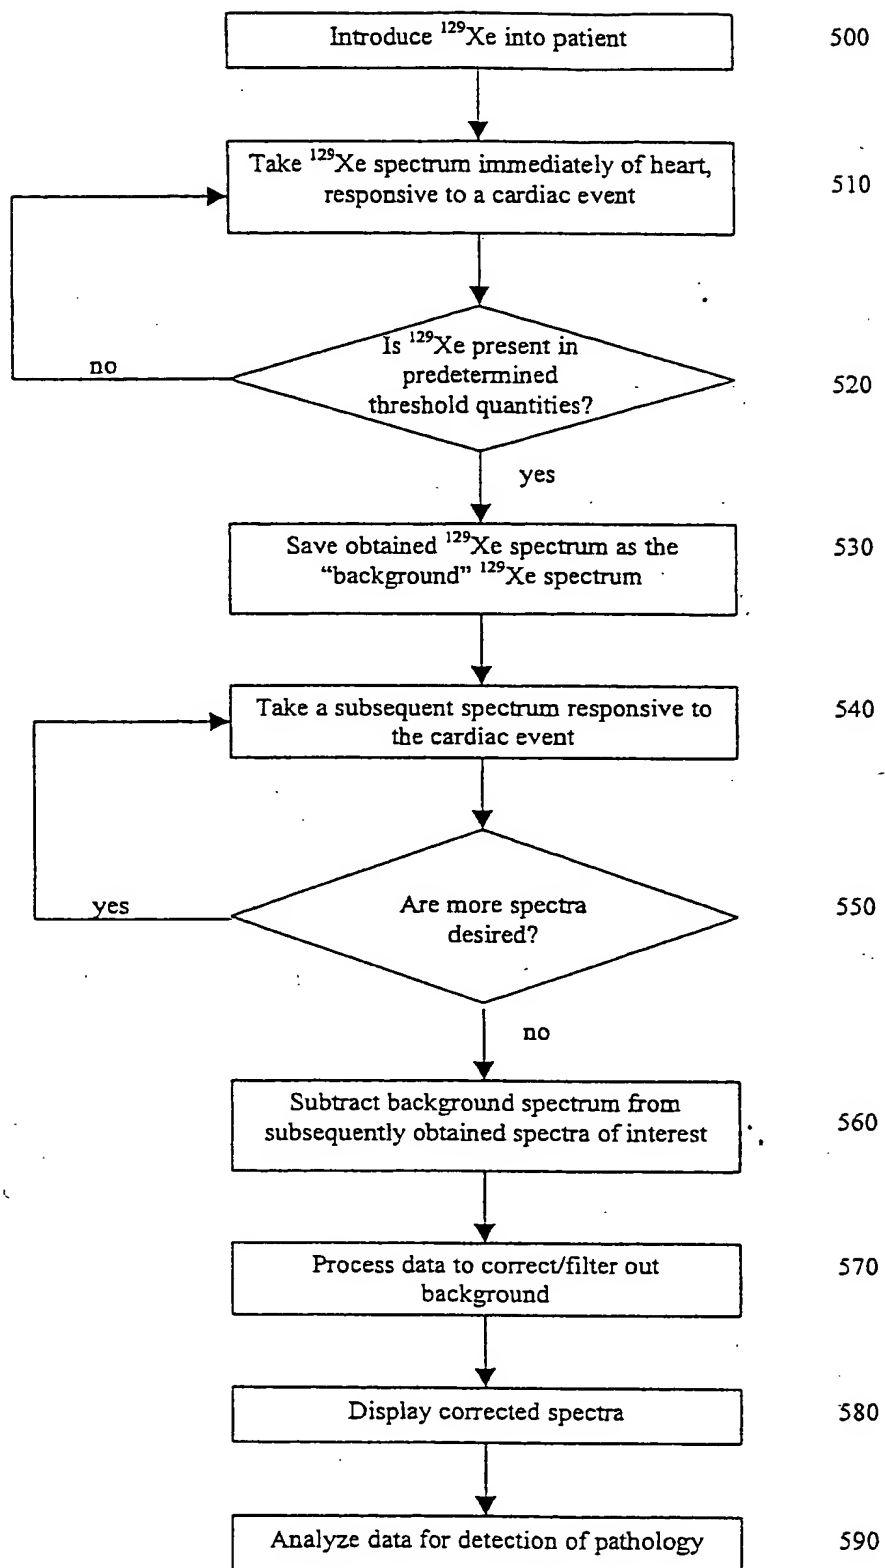 Introduce ¹²⁹Xe into patient 500
Take ¹²⁹Xe spectrum immediately of heart,
responsive to a cardiac event
510
Is ¹²⁹Xe present in
predetermined
threshold quantities?
520
no
yes
Save obtained ¹²⁹Xe spectrum as the
“background” ¹²⁹Xe spectrum
530
Take a subsequent spectrum responsive to
the cardiac event
540
Are more spectra
desired?
550
yes
no
Subtract background spectrum from
subsequently obtained spectra of interest
560
Process data to correct/filter out
background
570
Display corrected spectra 580
Analyze data for detection of pathology 590